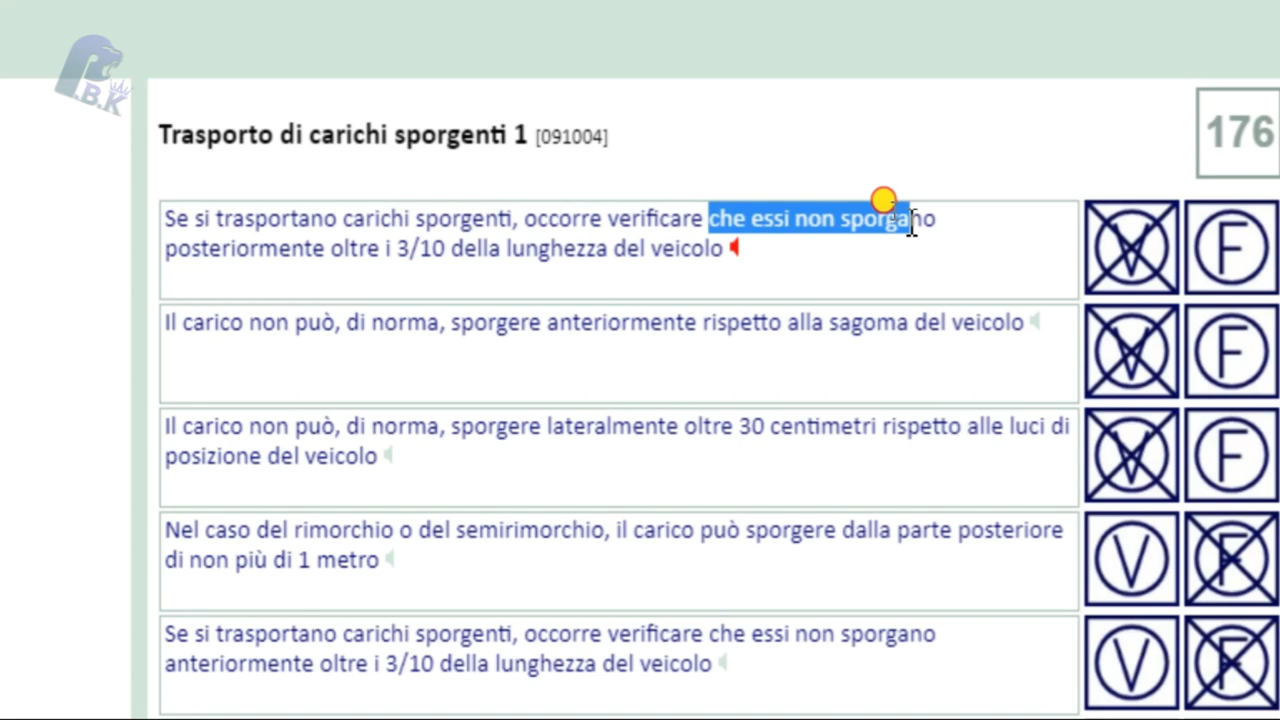 .B.K
Trasporto di carichi sporgenti 1 [091004]
176
Se si trasportano carichi sporgenti, occorre verificare che essi non sporgano
posteriormente oltre i 3/10 della lunghezza del veicolo
V F
Il carico non può, di norma, sporgere anteriormente rispetto alla sagoma del veicolo
V F
Il carico non può, di norma, sporgere lateralmente oltre 30 centimetri rispetto alle luci di
posizione del veicolo
V F
Nel caso del rimorchio o del semirimorchio, il carico può sporgere dalla parte posteriore
di non più di 1 metro
V F
Se si trasportano carichi sporgenti, occorre verificare che essi non sporgano
anteriormente oltre i 3/10 della lunghezza del veicolo
V F